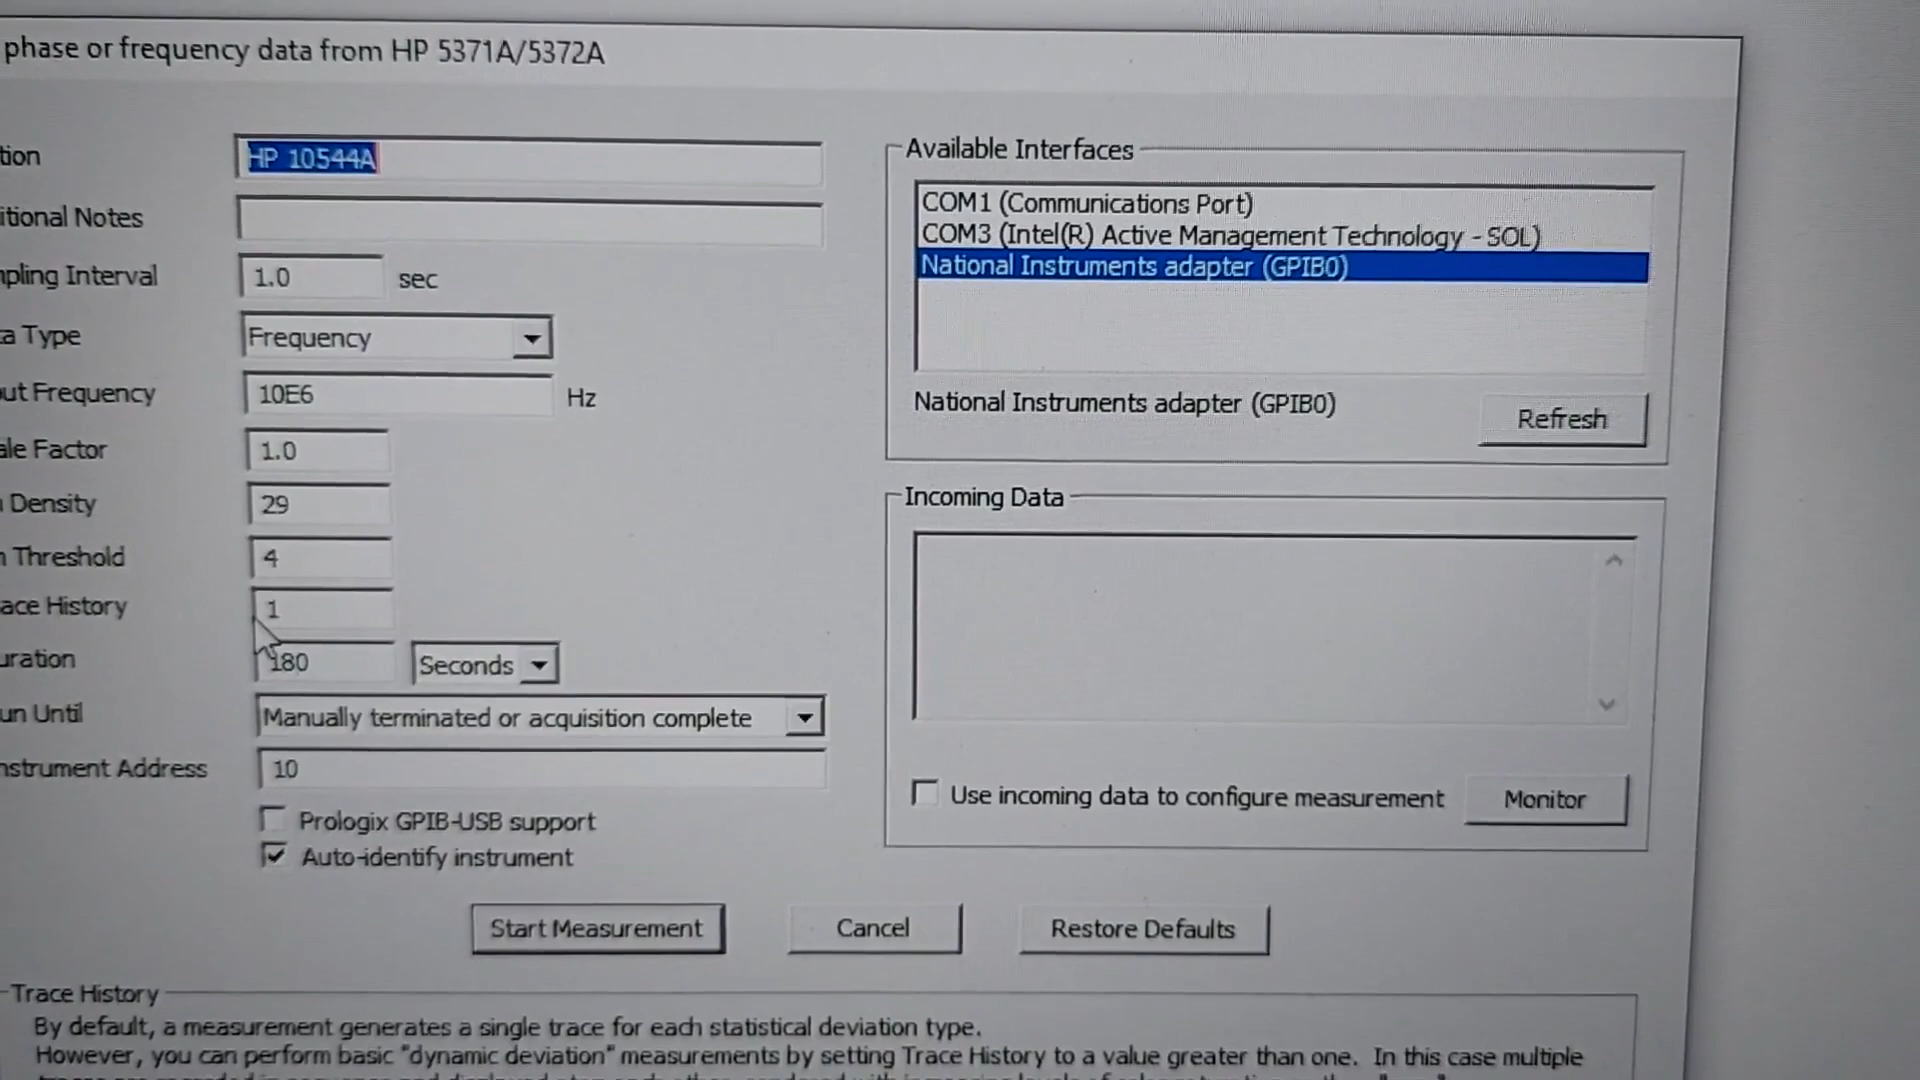 phase or frequency data from HP 5371A/5372A
tion HP 10544A
itional Notes
pling Interval 1.0 sec
a Type Frequency
out Frequency 10E6 Hz
ale Factor 1.0
n Density 29
n Threshold 4
ace History 1
uration 180 Seconds
un Until Manually terminated or acquisition complete
nstrument Address 10
Prologix GPIB-USB support
Auto-identify instrument
Available Interfaces
COM1 (Communications Port)
COM3 (Intel(R) Active Management Technology - SOL)
National Instruments adapter (GPIB0)
National Instruments adapter (GPIB0)
Refresh
Incoming Data
Use incoming data to configure measurement
Monitor
Start Measurement
Cancel
Restore Defaults
Trace History
By default, a measurement generates a single trace for each statistical deviation type.
However, you can perform basic "dynamic deviation" measurements by setting Trace History to a value greater than one. In this case multiple